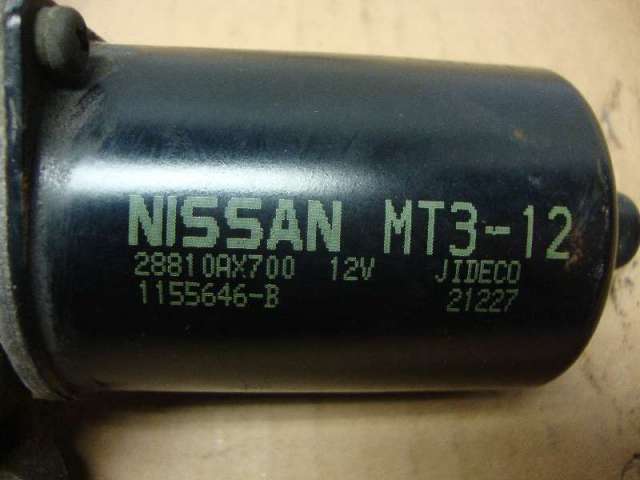 NISSAN MT3-12
28810AX700 12V JIDECO
1155646-B 21227